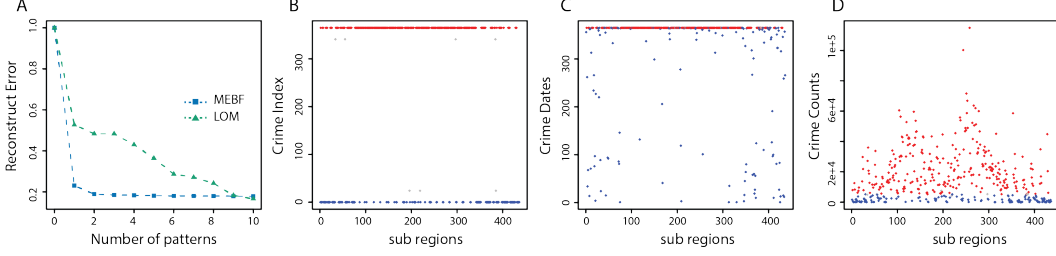 A
Reconstruct Error
1.0
0.8
0.6
0.4
0.2
MEBF
LOM
0 2 4 6 8 10
Number of patterns
B
Crime Index
300
200
100
0
0 100 200 300 400
sub regions
C
Crime Dates
300
200
100
0
0 100 200 300 400
sub regions
D
Crime Counts
1e+5
6e+4
2e+4
0
0 100 200 300 400
sub regions